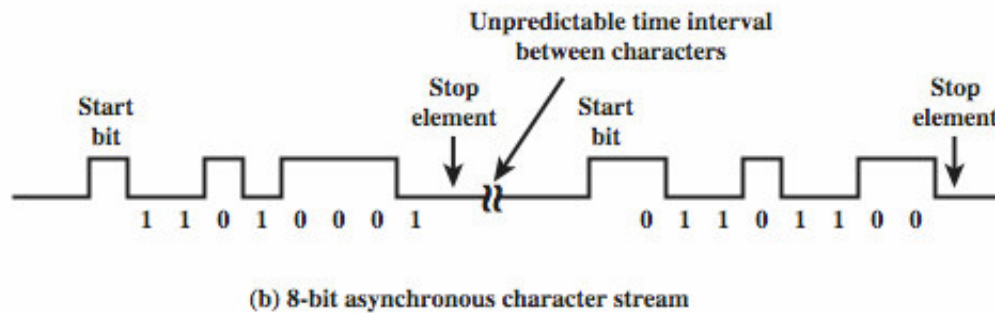 Unpredictable time interval
between characters
Start
bit
Stop
element
Start
bit
Stop
element
1 1 0 1 0 0 0 1
0 1 1 0 1 1 0 0
(b) 8-bit asynchronous character stream